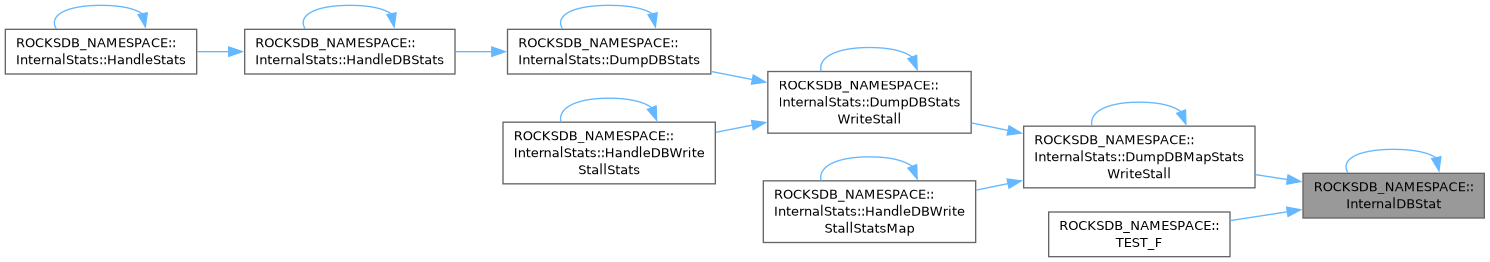 ROCKSDB_NAMESPACE::
InternalStats::HandleStats
ROCKSDB_NAMESPACE::
InternalStats::HandleDBStats
ROCKSDB_NAMESPACE::
InternalStats::DumpDBStats
ROCKSDB_NAMESPACE::
InternalStats::DumpDBStats
WriteStall
ROCKSDB_NAMESPACE::
InternalStats::HandleDBWrite
StallStats
ROCKSDB_NAMESPACE::
InternalStats::DumpDBMapStats
WriteStall
ROCKSDB_NAMESPACE::
InternalStats::HandleDBWrite
StallStatsMap
ROCKSDB_NAMESPACE::
InternalDBStat
ROCKSDB_NAMESPACE::
TEST_F